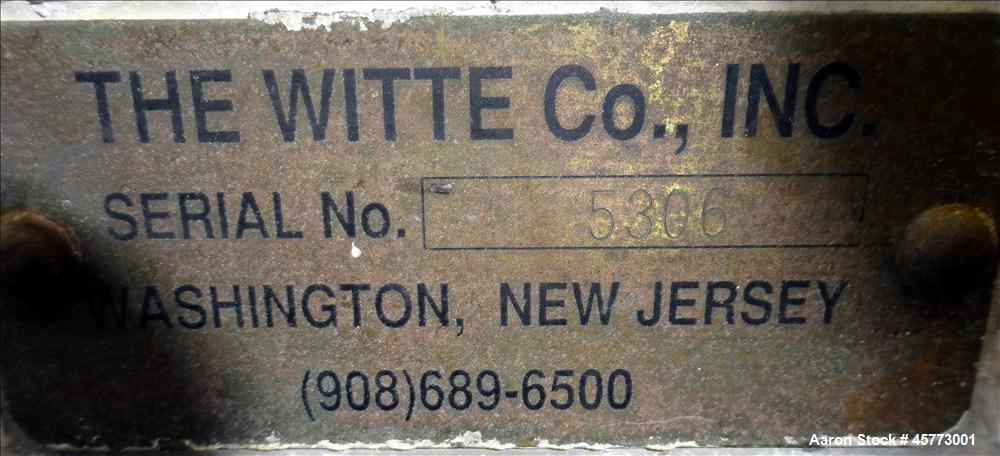 THE WITTE Co., INC.
SERIAL No. 5306
WASHINGTON, NEW JERSEY
(908)689-6500
Aaron Stock # 45773001